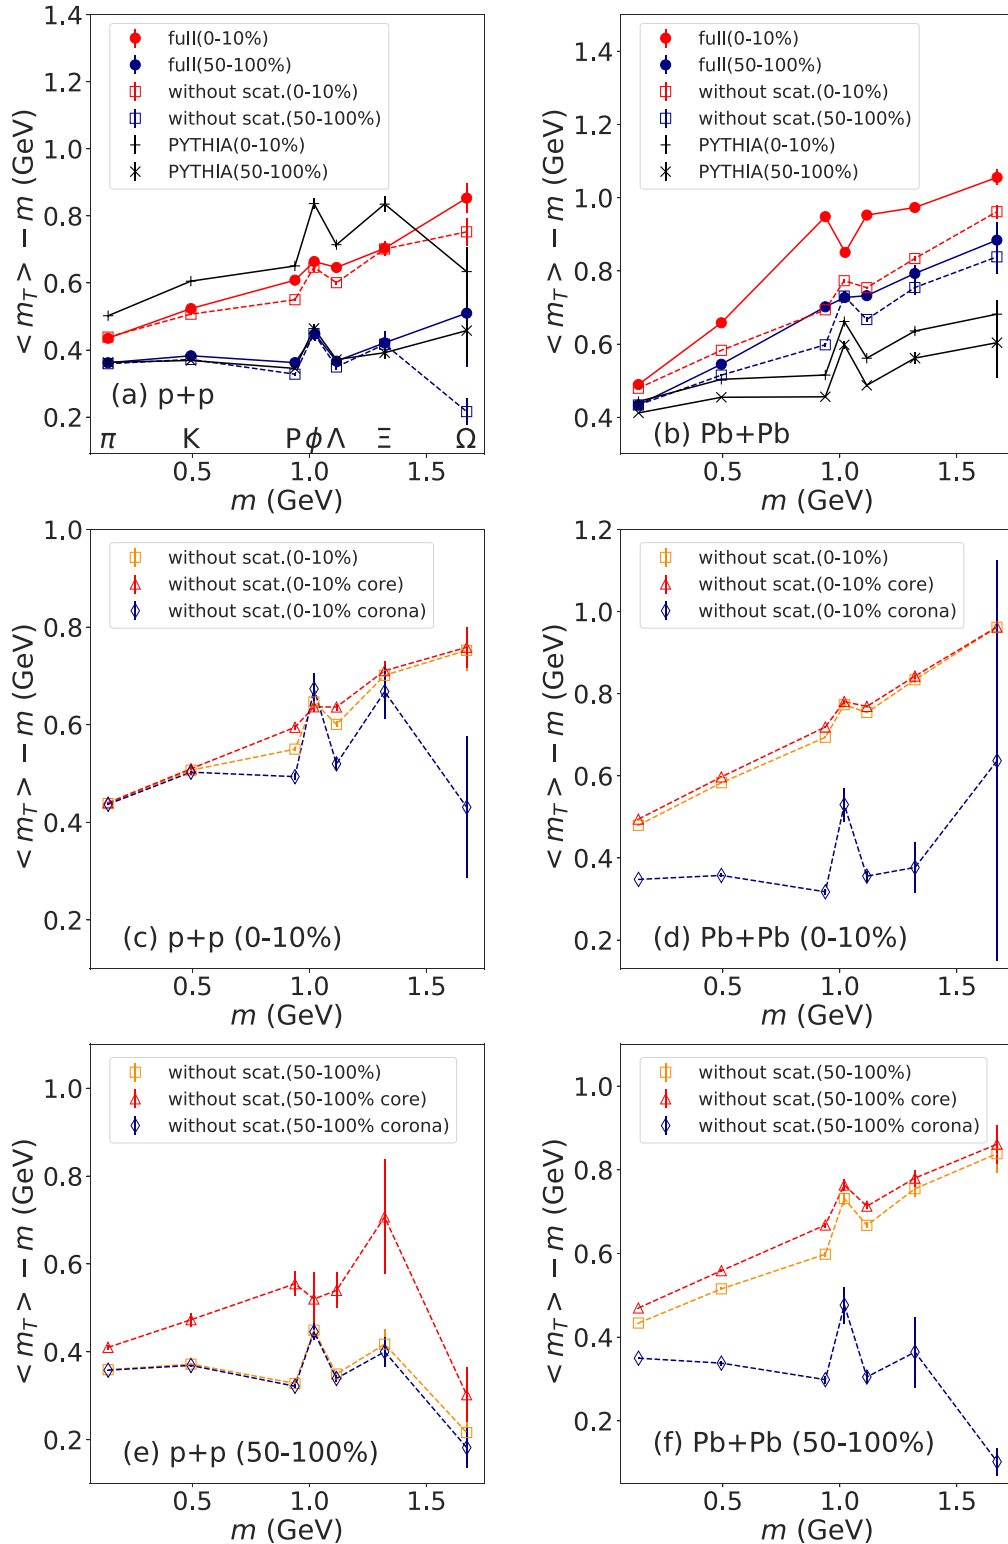 1.4
1.2
1.0
0.8
0.6
0.4
0.2
< m_T > − m (GeV)
full(0-10%)
full(50-100%)
without scat.(0-10%)
without scat.(50-100%)
PYTHIA(0-10%)
PYTHIA(50-100%)
(a) p+p
π K P ϕ Λ Ξ Ω
0.5 1.0 1.5
m (GeV)
1.4
1.2
1.0
0.8
0.6
0.4
< m_T > − m (GeV)
full(0-10%)
full(50-100%)
without scat.(0-10%)
without scat.(50-100%)
PYTHIA(0-10%)
PYTHIA(50-100%)
(b) Pb+Pb
0.5 1.0 1.5
m (GeV)
1.0
0.8
0.6
0.4
0.2
< m_T > − m (GeV)
without scat.(0-10%)
without scat.(0-10% core)
without scat.(0-10% corona)
(c) p+p (0-10%)
0.5 1.0 1.5
m (GeV)
1.2
1.0
0.8
0.6
0.4
0.2
< m_T > − m (GeV)
without scat.(0-10%)
without scat.(0-10% core)
without scat.(0-10% corona)
(d) Pb+Pb (0-10%)
0.5 1.0 1.5
m (GeV)
1.0
0.8
0.6
0.4
0.2
< m_T > − m (GeV)
without scat.(50-100%)
without scat.(50-100% core)
without scat.(50-100% corona)
(e) p+p (50-100%)
0.5 1.0 1.5
m (GeV)
1.0
0.8
0.6
0.4
0.2
< m_T > − m (GeV)
without scat.(50-100%)
without scat.(50-100% core)
without scat.(50-100% corona)
(f) Pb+Pb (50-100%)
0.5 1.0 1.5
m (GeV)